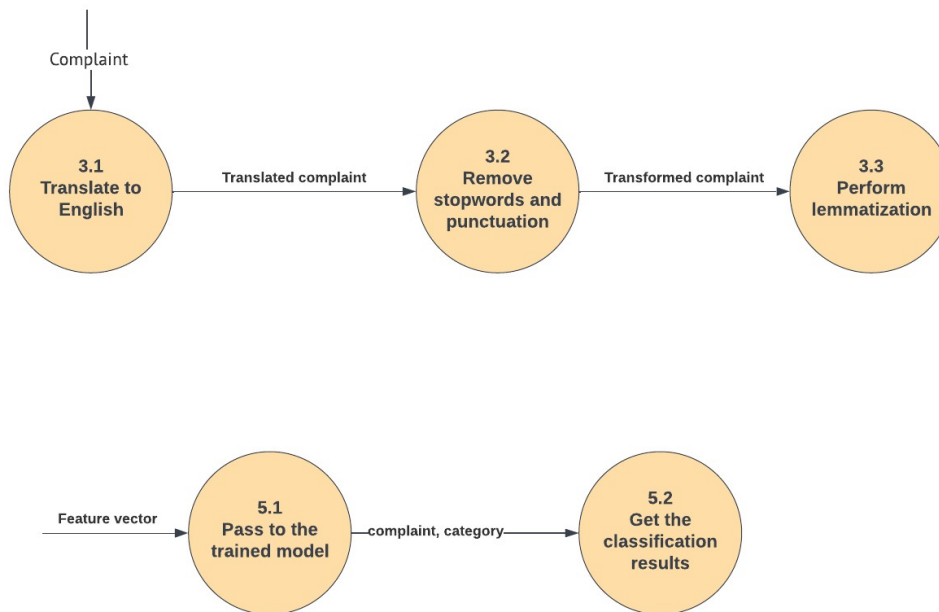 Complaint
3.1
Translate to
English
Translated complaint
3.2
Remove
stopwords and
punctuation
Transformed complaint
3.3
Perform
lemmatization
Feature vector
5.1
Pass to the
trained model
complaint, category
5.2
Get the
classification
results